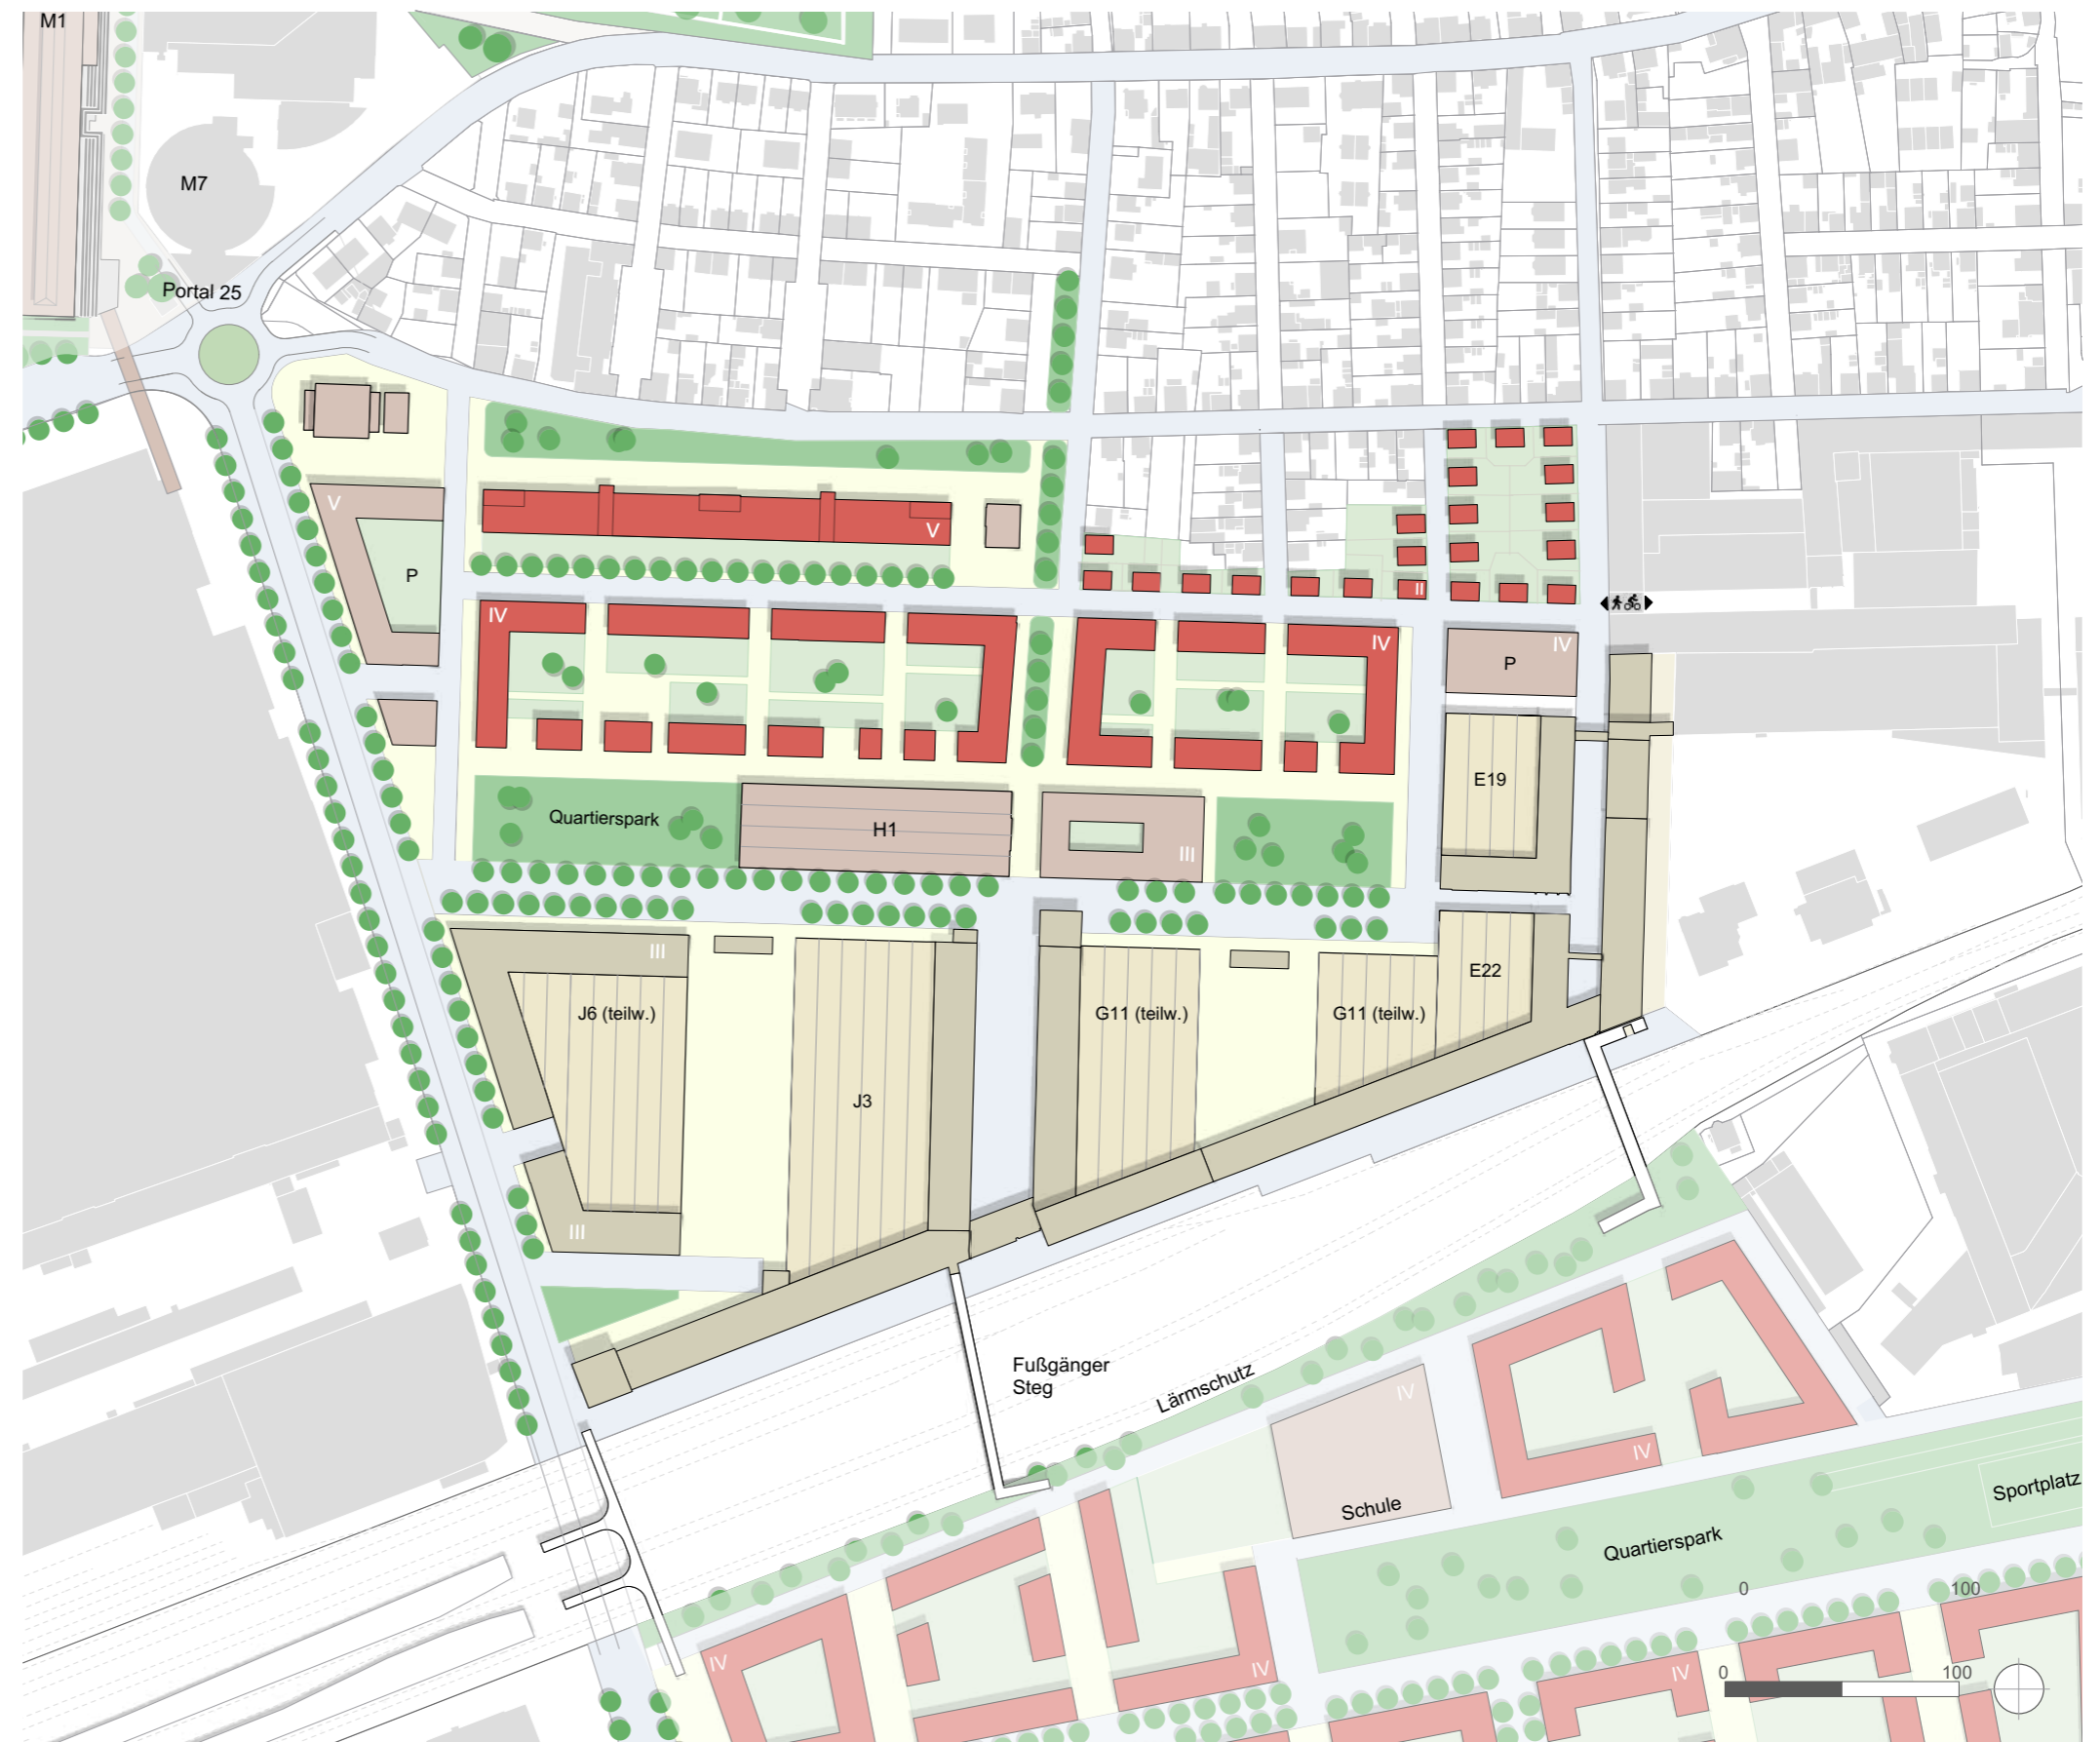 M1
M7
Portal 25
V
P
V
II
IV
IV
IV
P
E19
Quartierspark
H1
III
III
E22
J6 (teilw.)
G11 (teilw.)
G11 (teilw.)
J3
III
Fußgänger
Steg
Lärmschutz
IV
IV
Schule
Sportplatz
Quartierspark
0
100
IV
IV
IV
0
100